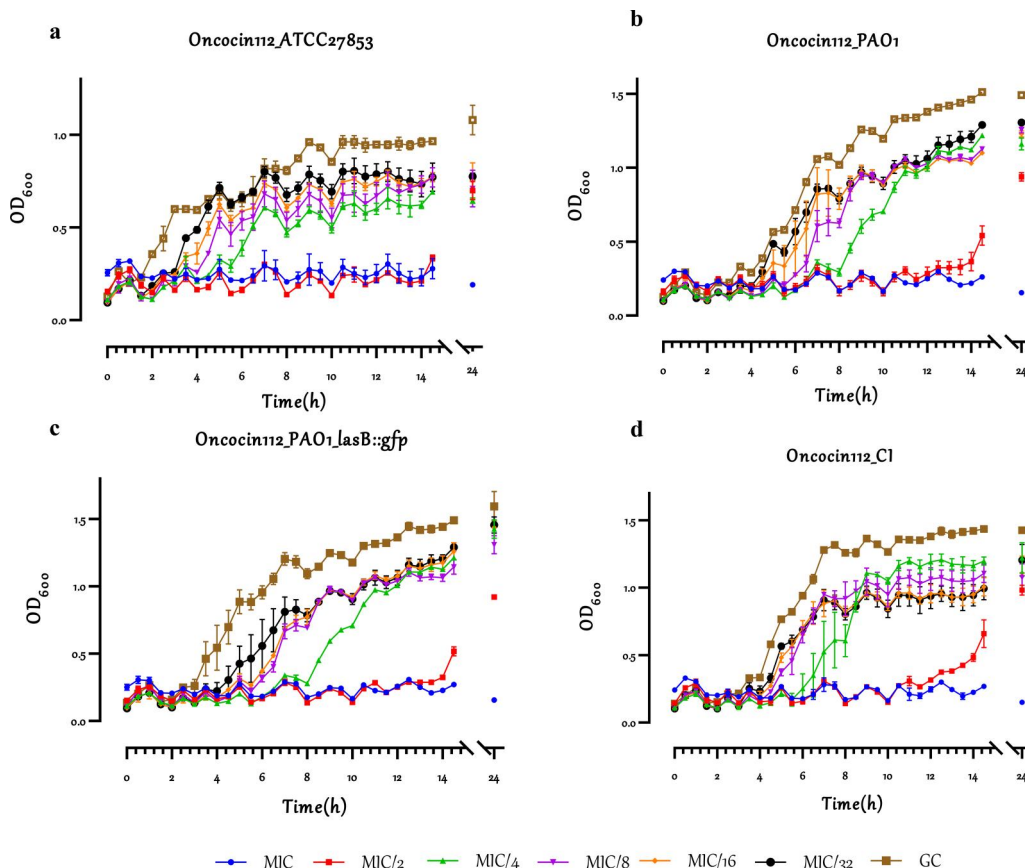 a
Oncocin112_ATCC27853
OD600
1.0
0.5
0.0
0 2 4 6 8 10 12 14 24
Time(h)
b
Oncocin112_PAO1
OD600
1.5
1.0
0.5
0.0
0 2 4 6 8 10 12 14 24
Time(h)
c
Oncocin112_PAO1_lasB::gfp
OD600
1.5
1.0
0.5
0.0
0 2 4 6 8 10 12 14 24
Time(h)
d
Oncocin112_CI
OD600
1.5
1.0
0.5
0.0
0 2 4 6 8 10 12 14 24
Time(h)
MIC MIC/2 MIC/4 MIC/8 MIC/16 MIC/32 GC